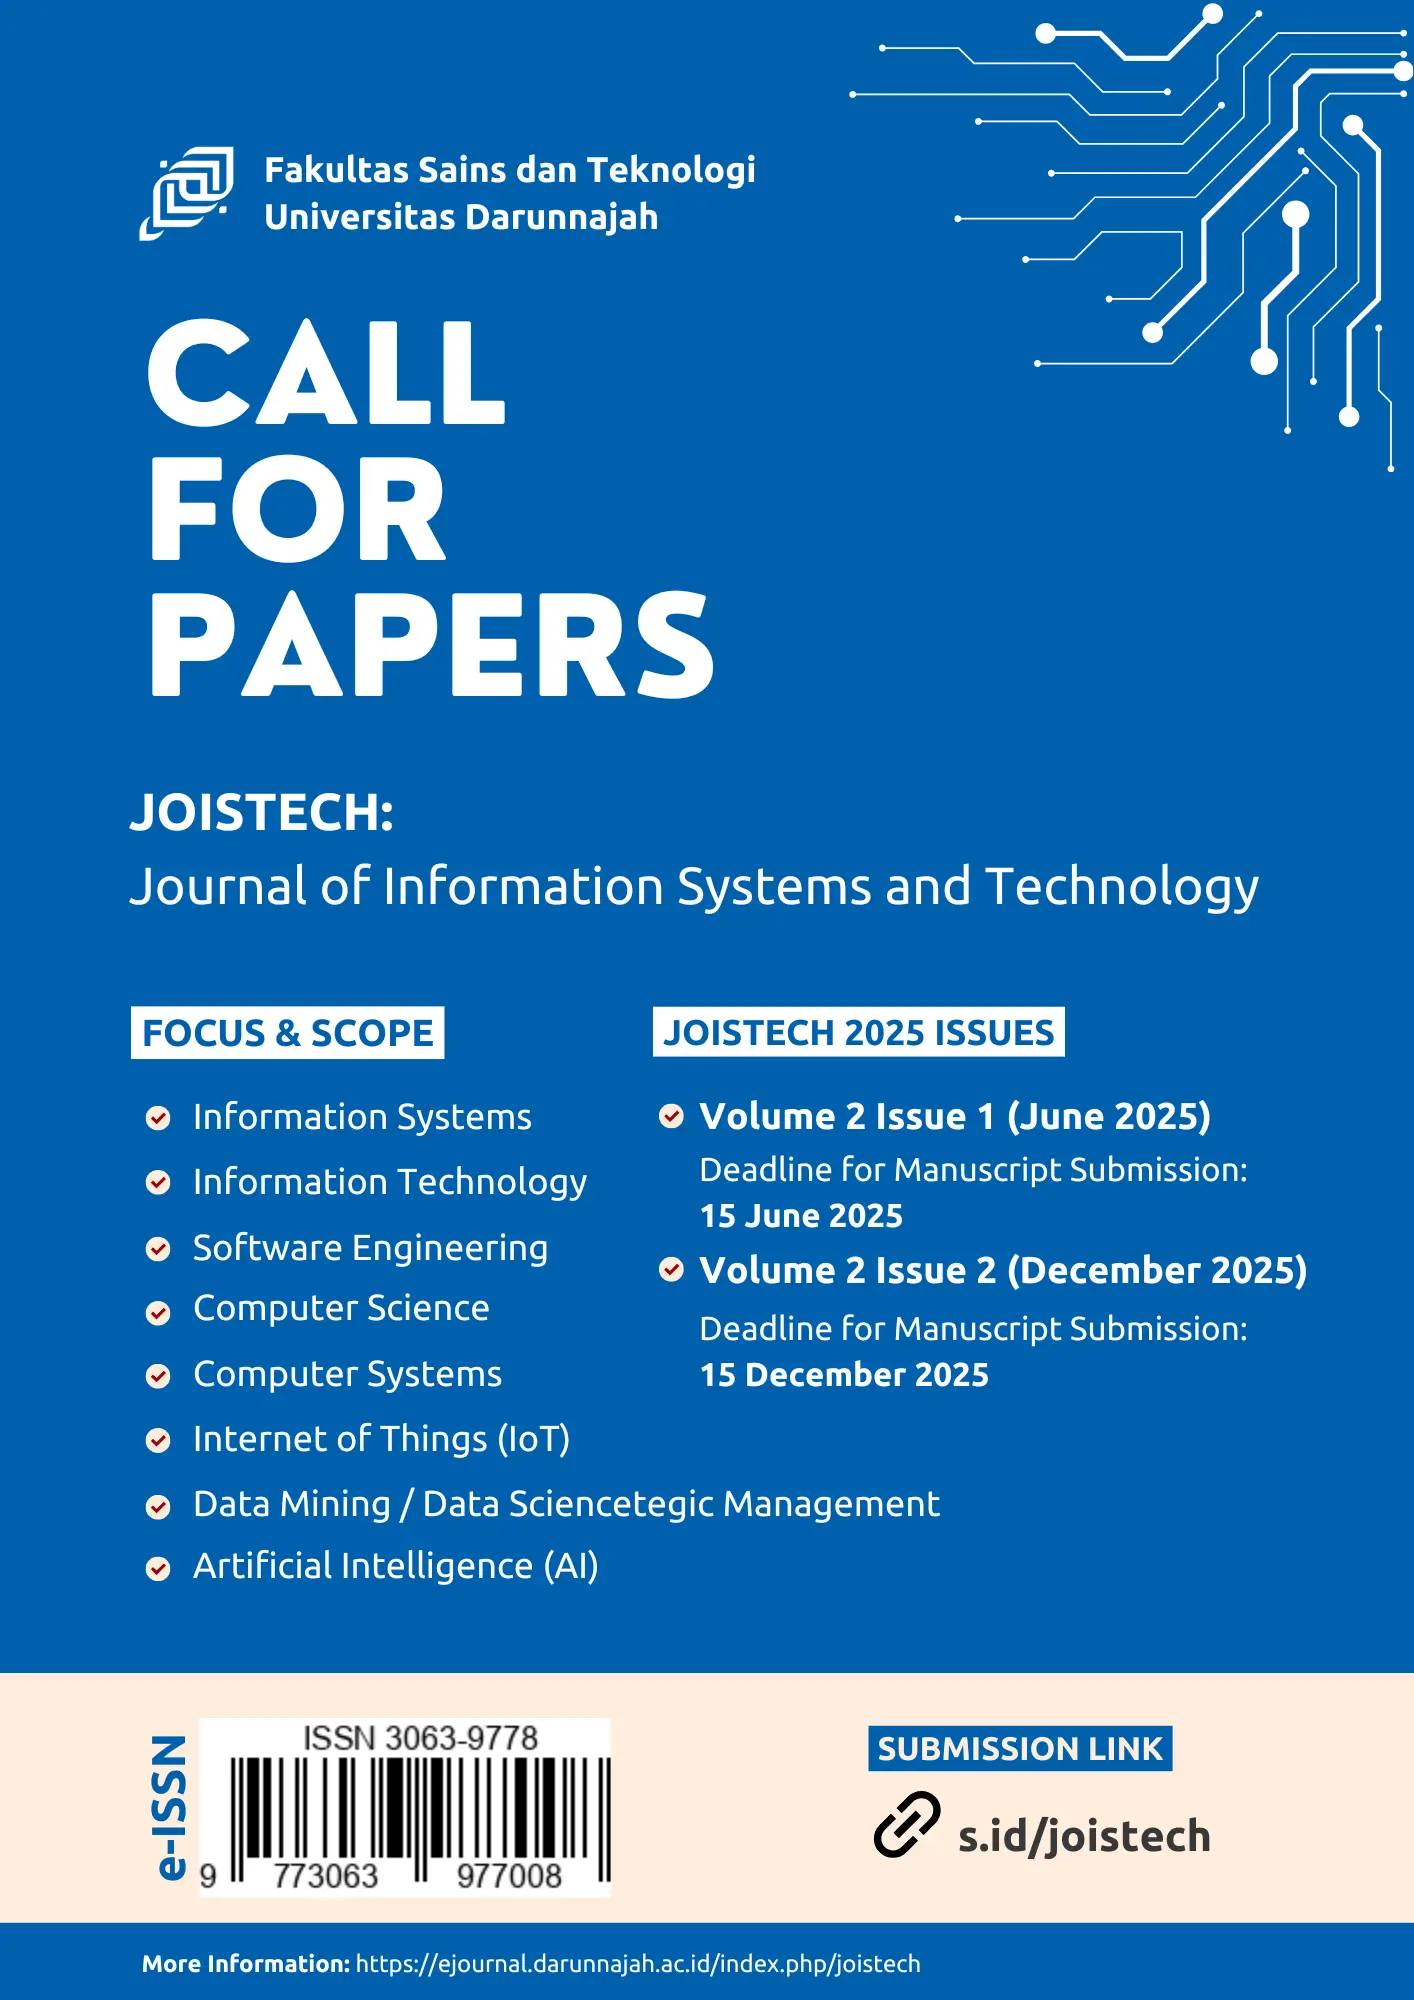 Fakultas Sains dan Teknologi
Universitas Darunnajah
CALL
FOR
PAPERS
JOISTECH:
Journal of Information Systems and Technology
FOCUS & SCOPE
Information Systems
Information Technology
Software Engineering
Computer Science
Computer Systems
Internet of Things (IoT)
Data Mining / Data Sciencetegic Management
Artificial Intelligence (AI)
JOISTECH 2025 ISSUES
Volume 2 Issue 1 (June 2025)
Deadline for Manuscript Submission:
15 June 2025
Volume 2 Issue 2 (December 2025)
Deadline for Manuscript Submission:
15 December 2025
e-ISSN
ISSN 3063-9778
9 773063 977008
SUBMISSION LINK
s.id/joistech
More Information: https://ejournal.darunnajah.ac.id/index.php/joistech